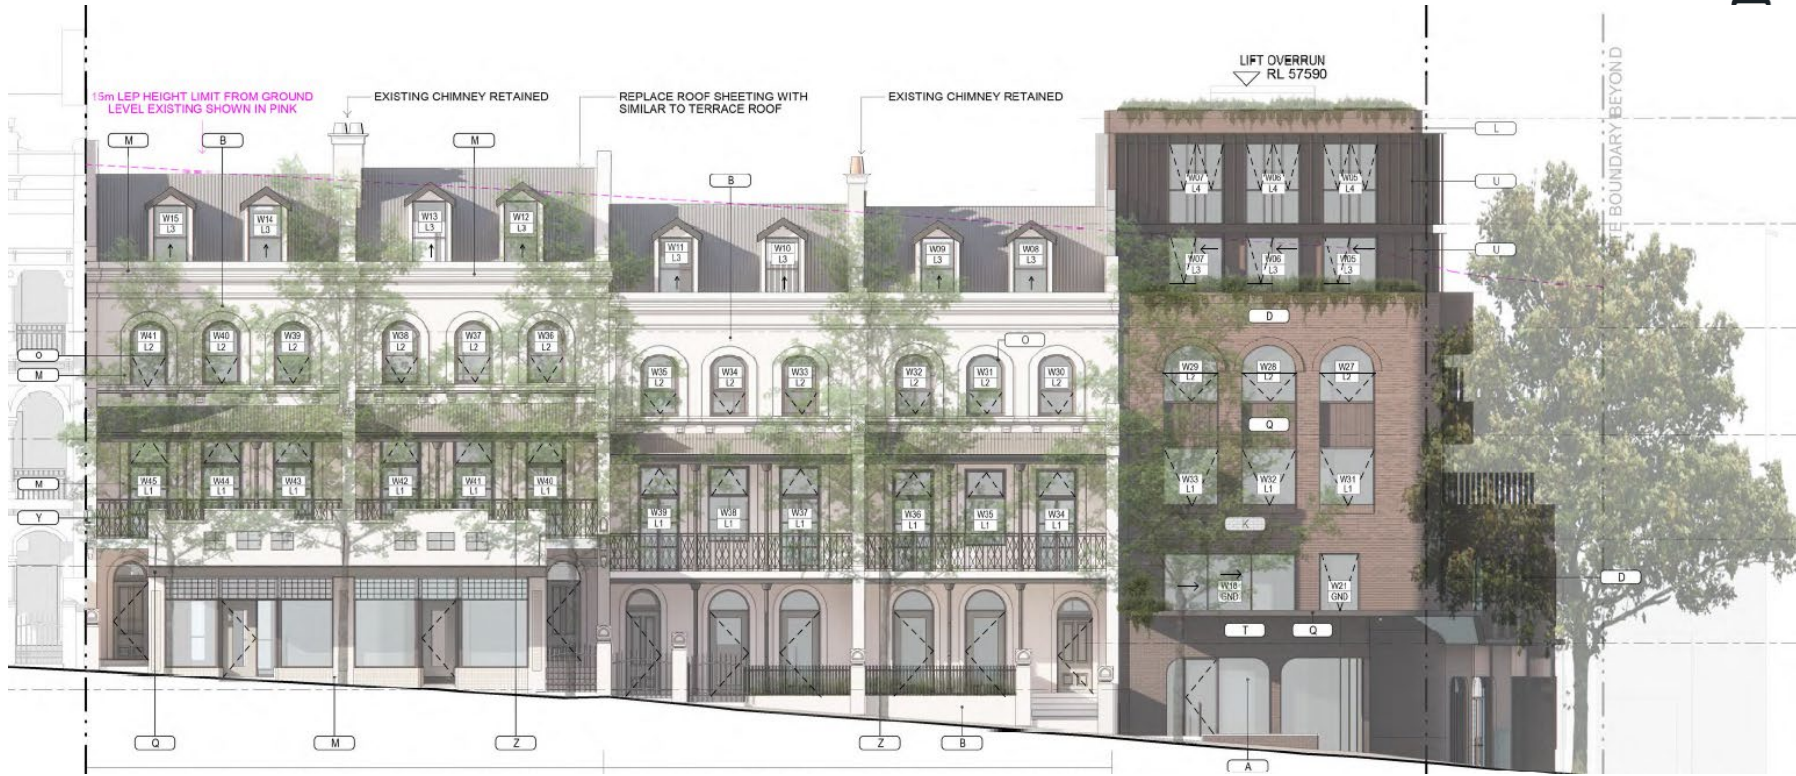 LIFT OVERRUN
RL 57590
15m LEP HEIGHT LIMIT FROM GROUND
LEVEL EXISTING SHOWN IN PINK
EXISTING CHIMNEY RETAINED
REPLACE ROOF SHEETING WITH
SIMILAR TO TERRACE ROOF
EXISTING CHIMNEY RETAINED
BOUNDARY BEYOND
M
B
M
B
L
U
U
W07
L4
W06
L4
W05
L4
W15
L3
W14
L3
W13
L3
W12
L3
W11
L3
W10
L3
W09
L3
W08
L3
W07
L3
W06
L3
W05
L3
D
W41
L2
W40
L2
W39
L2
W38
L2
W37
L2
W36
L2
W35
L2
W34
L2
W33
L2
W32
L2
W31
L2
W30
L2
W29
L2
W28
L2
W27
L2
O
M
O
Q
W45
L1
W44
L1
W43
L1
W42
L1
W41
L1
W40
L1
W39
L1
W38
L1
W37
L1
W36
L1
W35
L1
W34
L1
W33
L1
W32
L1
W31
L1
M
Y
K
W18
GND
W21
GND
D
T
Q
Q
M
Z
Z
B
A